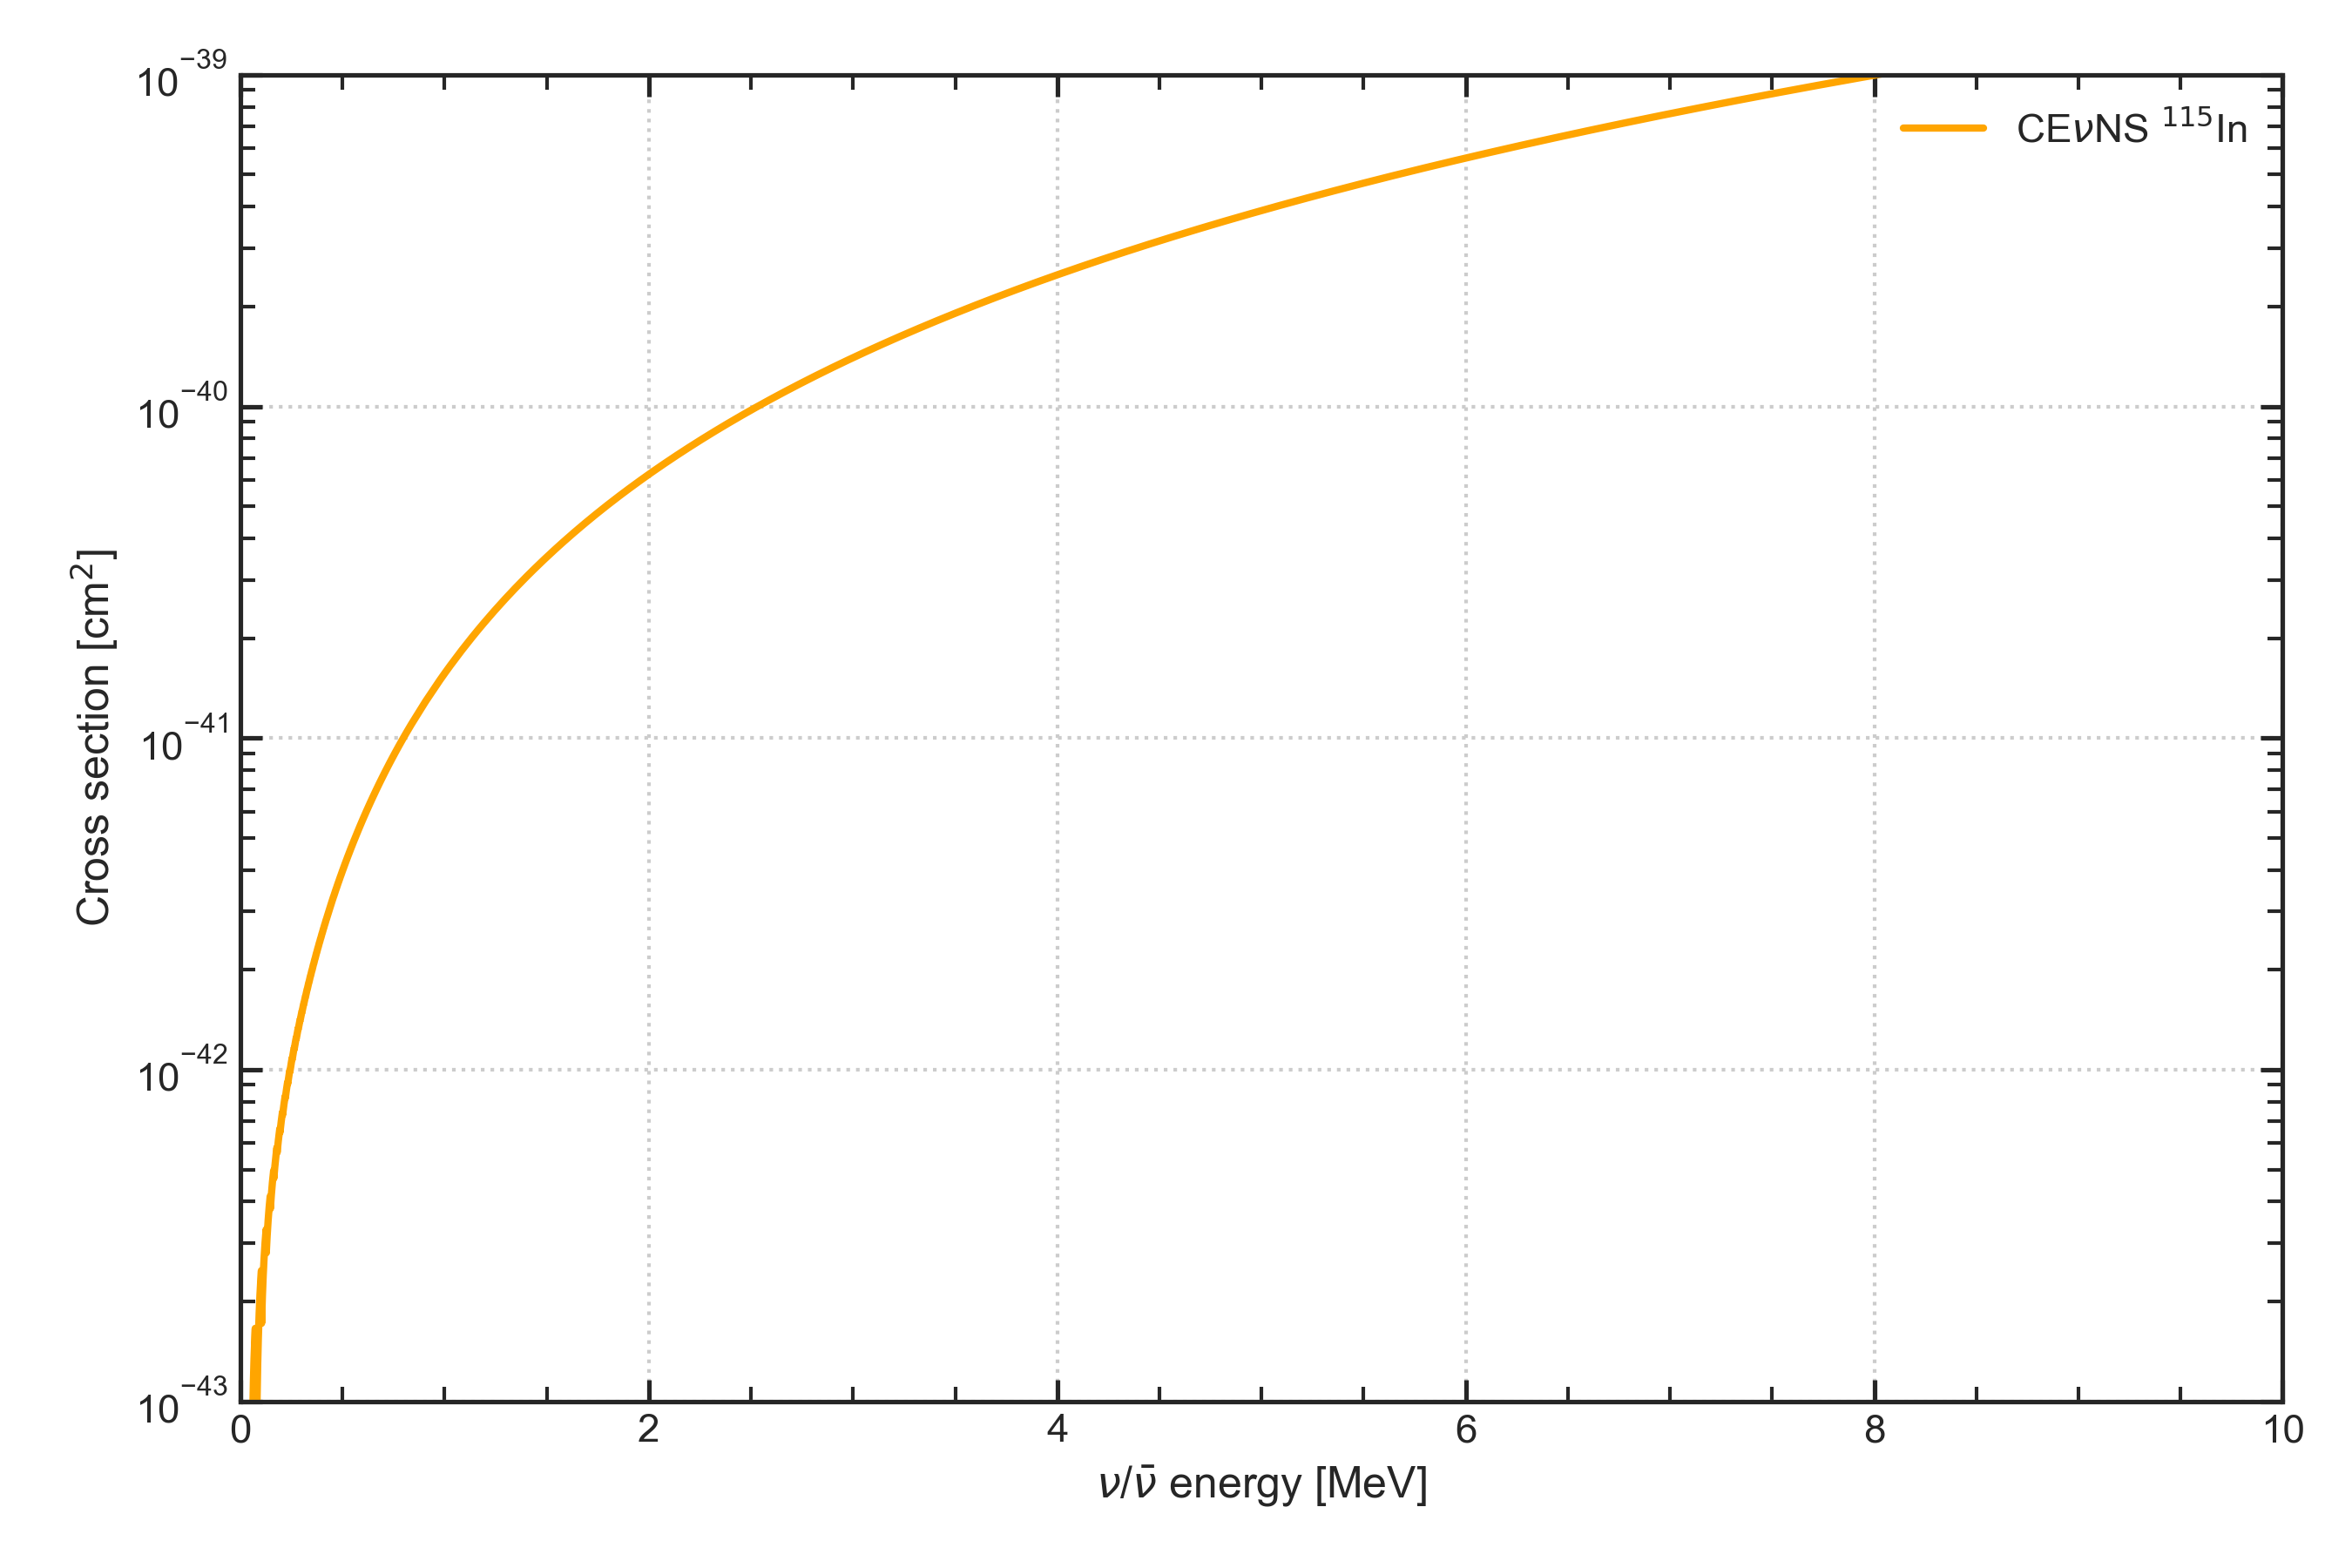 10⁻³⁹
CEνNS ¹¹⁵In
10⁻⁴⁰
10⁻⁴¹
10⁻⁴²
10⁻⁴³
Cross section [cm²]
0 2 4 6 8 10
ν/ν̄ energy [MeV]